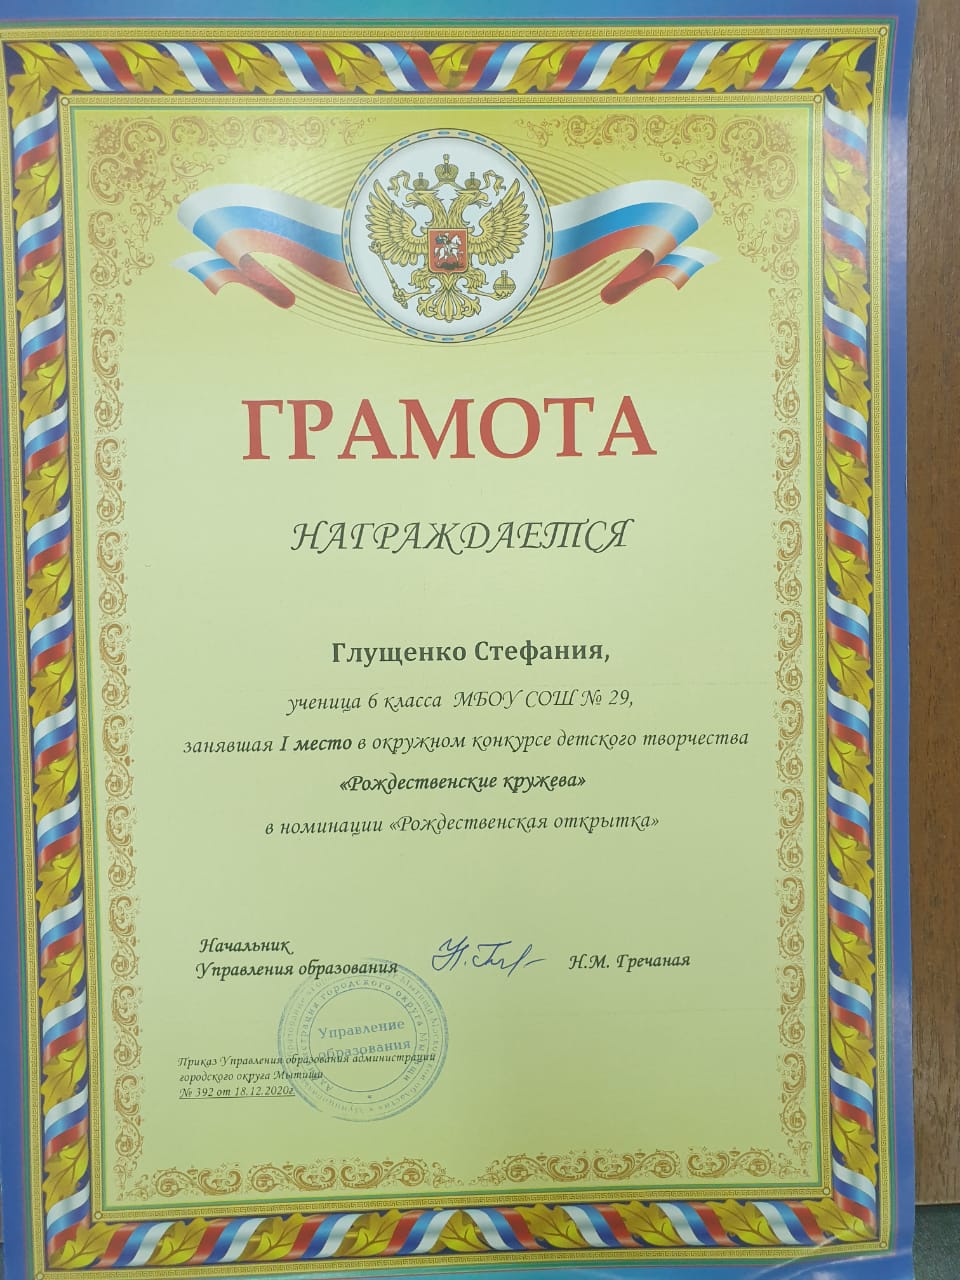 ГРАМОТА
НАГРАЖДАЕТСЯ
Глущенко Стефания,
ученица 6 класса МБОУ СОШ № 29,
занявшая I место в окружном конкурсе детского творчества
«Рождественские кружева»
в номинации «Рождественская открытка»
Начальник
Управления образования
Н.М. Гречаная
Управление
образования
Приказ Управления образования администрации
городского округа Мытищи
№ 392 от 18.12.2020г.